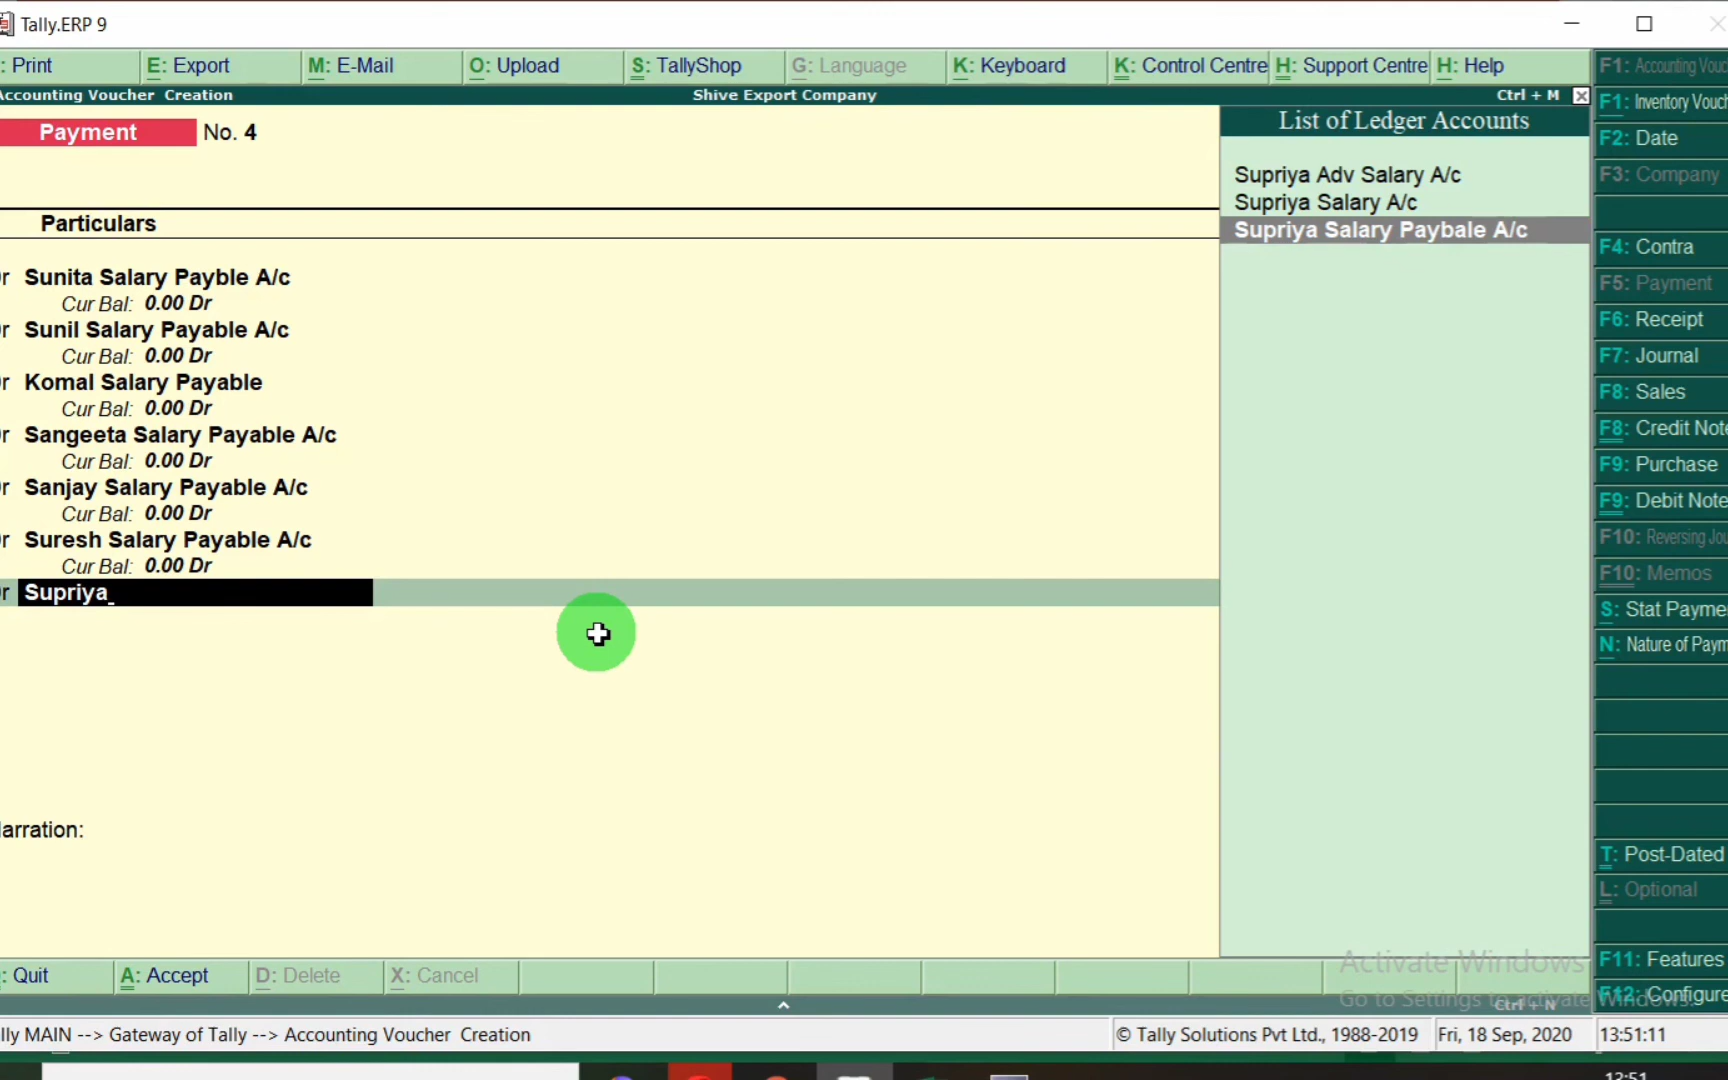 Tally.ERP 9
: Print E: Export M: E-Mail O: Upload S: TallyShop G: Language K: Keyboard K: Control Centre H: Support Centre H: Help
Accounting Voucher Creation Shive Export Company Ctrl + M
Payment No. 4
Particulars
Sunita Salary Payble A/c
Cur Bal: 0.00 Dr
Sunil Salary Payable A/c
Cur Bal: 0.00 Dr
Komal Salary Payable
Cur Bal: 0.00 Dr
Sangeeta Salary Payable A/c
Cur Bal: 0.00 Dr
Sanjay Salary Payable A/c
Cur Bal: 0.00 Dr
Suresh Salary Payable A/c
Cur Bal: 0.00 Dr
Supriya
arration:
List of Ledger Accounts
Supriya Adv Salary A/c
Supriya Salary A/c
Supriya Salary Paybale A/c
F1: Accounting Vouc
F1: Inventory Vouch
F2: Date
F3: Company
F4: Contra
F5: Payment
F6: Receipt
F7: Journal
F8: Sales
F8: Credit Note
F9: Purchase
F9: Debit Note
F10: Reversing Jou
F10: Memos
S: Stat Paymen
N: Nature of Paym
T: Post-Dated
L: Optional
F11: Features
F12: Configure
Activate Windows
Go to Settings to activate Windows.
: Quit A: Accept D: Delete X: Cancel
Ctrl + N
lly MAIN --> Gateway of Tally --> Accounting Voucher Creation © Tally Solutions Pvt Ltd., 1988-2019 Fri, 18 Sep, 2020 13:51:11
13:51